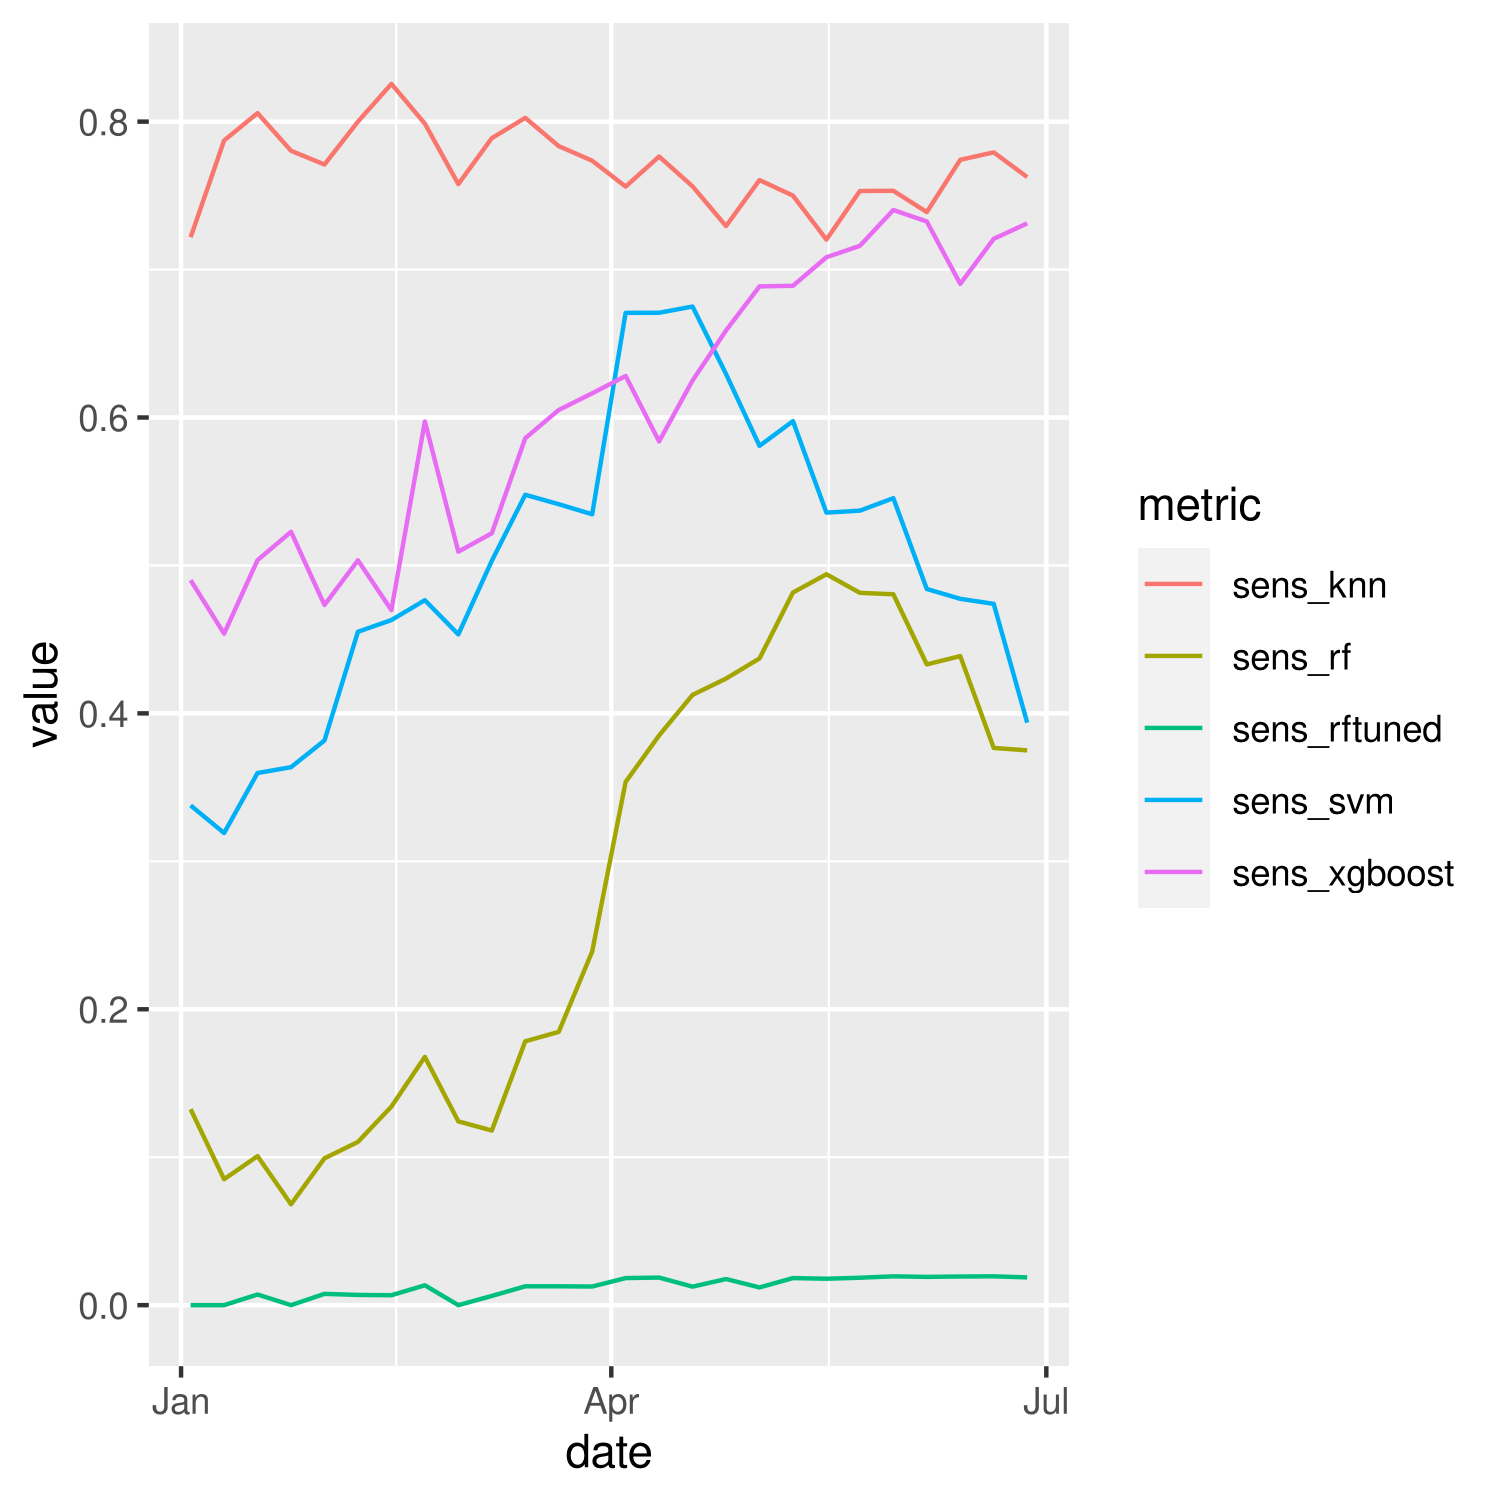 0.8
0.6
0.4
0.2
0.0
value
Jan
Apr
Jul
date
metric
sens_knn
sens_rf
sens_rftuned
sens_svm
sens_xgboost